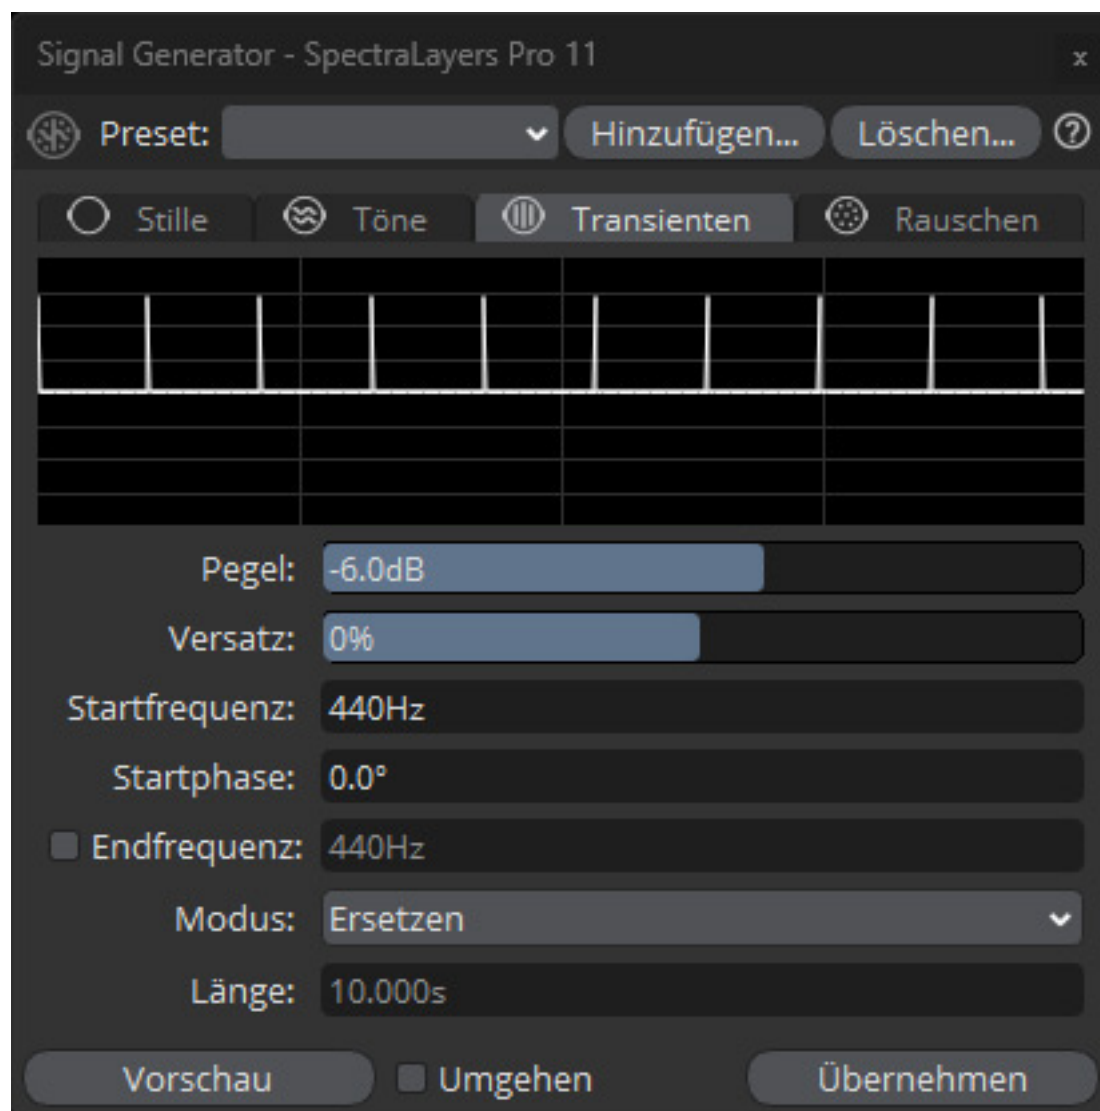 Signal Generator - SpectraLayers Pro 11 x
Preset: Hinzufügen... Löschen... ?
Stille Töne Transienten Rauschen
Pegel: -6.0dB
Versatz: 0%
Startfrequenz: 440Hz
Startphase: 0.0°
Endfrequenz: 440Hz
Modus: Ersetzen
Länge: 10.000s
Vorschau Umgehen Übernehmen